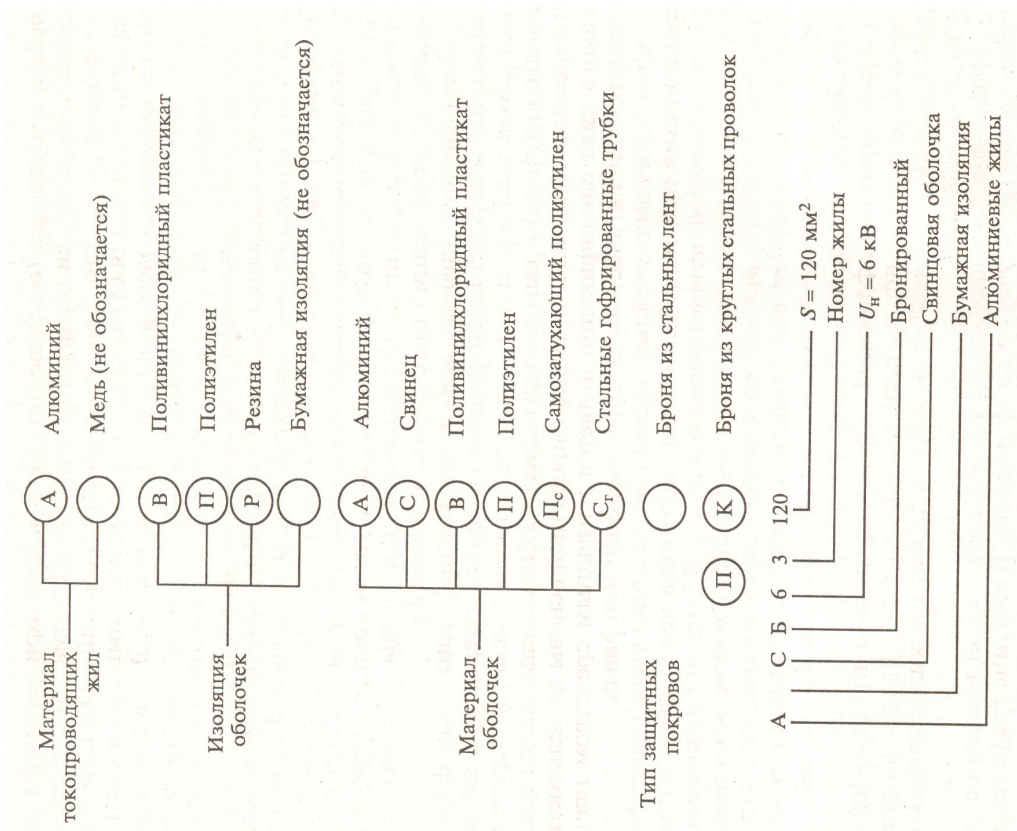 Материал
токопроводящих
жил
А Алюминий
Медь (не обозначается)
Изоляция
оболочек
В Поливинилхлоридный пластикат
П Полиэтилен
Р Резина
Бумажная изоляция (не обозначается)
Материал
оболочек
А Алюминий
С Свинец
В Поливинилхлоридный пластикат
П Полиэтилен
Пс Самозатухающий полиэтилен
Ст Стальные гофрированные трубки
Тип защитных
покровов
Броня из стальных лент
П К Броня из круглых стальных проволок
А С Б 6 3 120
S = 120 мм²
Номер жилы
Uн = 6 кВ
Бронированный
Свинцовая оболочка
Бумажная изоляция
Алюминиевые жилы